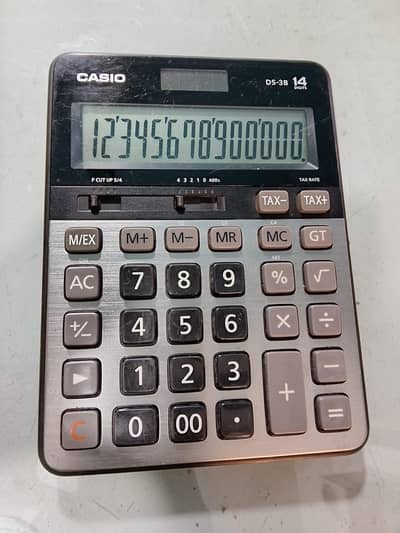 CASIO DS-3B 14 DIGITS
12'345'678'900'000.
F CUT UP 5/4 4 3 2 1 0 ADD₂ TAX RATE
TAX− TAX+
M/EX M+ M− MR MC GT
AC 7 8 9 % √
+/− 4 5 6 × ÷
▶ 1 2 3 + −
C 0 00 • =